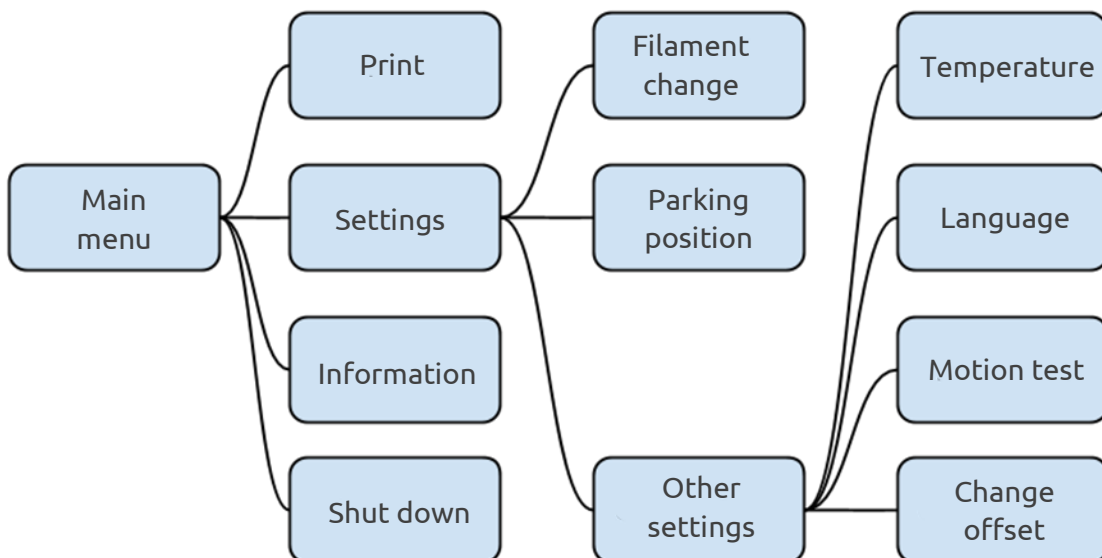 Print
Filament
change
Temperature
Main
menu
Settings
Parking
position
Language
Information
Motion test
Shut down
Other
settings
Change
offset